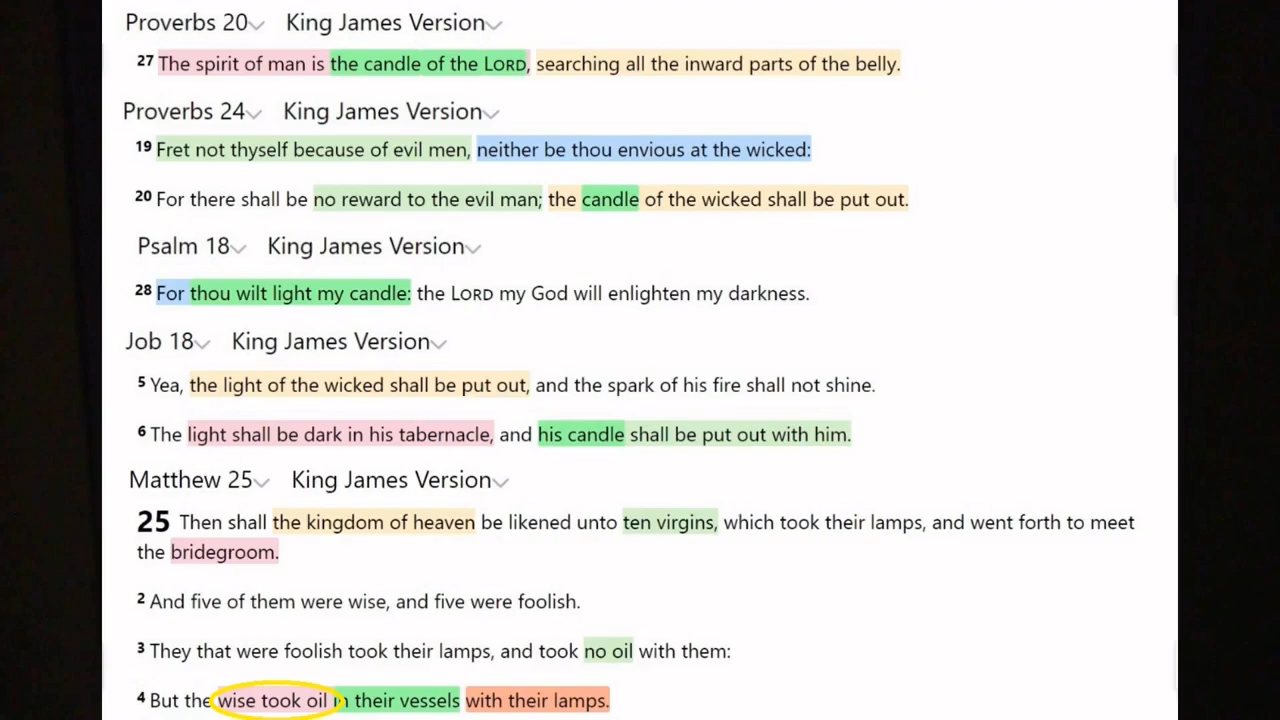 Proverbs 20 King James Version
27 The spirit of man is the candle of the LORD, searching all the inward parts of the belly.
Proverbs 24 King James Version
19 Fret not thyself because of evil men, neither be thou envious at the wicked:
20 For there shall be no reward to the evil man; the candle of the wicked shall be put out.
Psalm 18 King James Version
28 For thou wilt light my candle: the LORD my God will enlighten my darkness.
Job 18 King James Version
5 Yea, the light of the wicked shall be put out, and the spark of his fire shall not shine.
6 The light shall be dark in his tabernacle, and his candle shall be put out with him.
Matthew 25 King James Version
25 Then shall the kingdom of heaven be likened unto ten virgins, which took their lamps, and went forth to meet
the bridegroom.
2 And five of them were wise, and five were foolish.
3 They that were foolish took their lamps, and took no oil with them:
4 But the wise took oil in their vessels with their lamps.